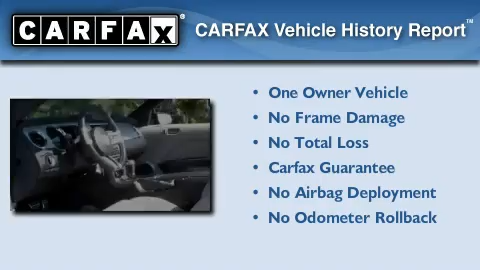 CARFAX® CARFAX Vehicle History Report™
• One Owner Vehicle
• No Frame Damage
• No Total Loss
• Carfax Guarantee
• No Airbag Deployment
• No Odometer Rollback